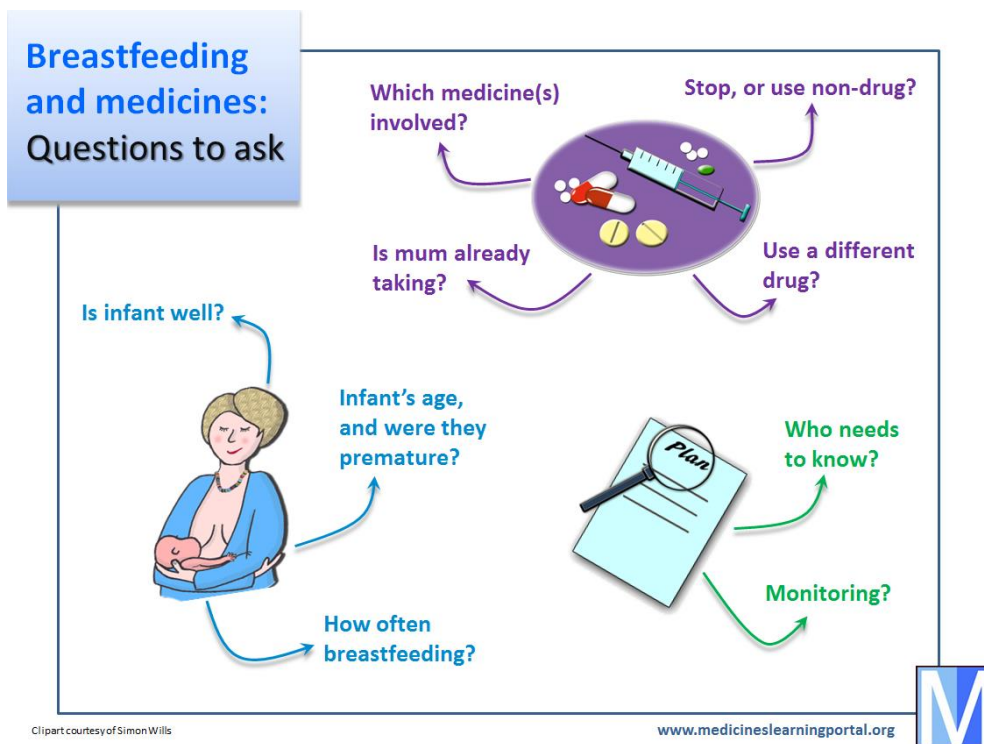 Breastfeeding
and medicines:
Questions to ask
Which medicine(s)
involved?
Stop, or use non-drug?
Is mum already
taking?
Use a different
drug?
Is infant well?
Infant's age,
and were they
premature?
How often
breastfeeding?
Plan
Who needs
to know?
Monitoring?
Clipart courtesy of Simon Wills
www.medicineslearningportal.org
M